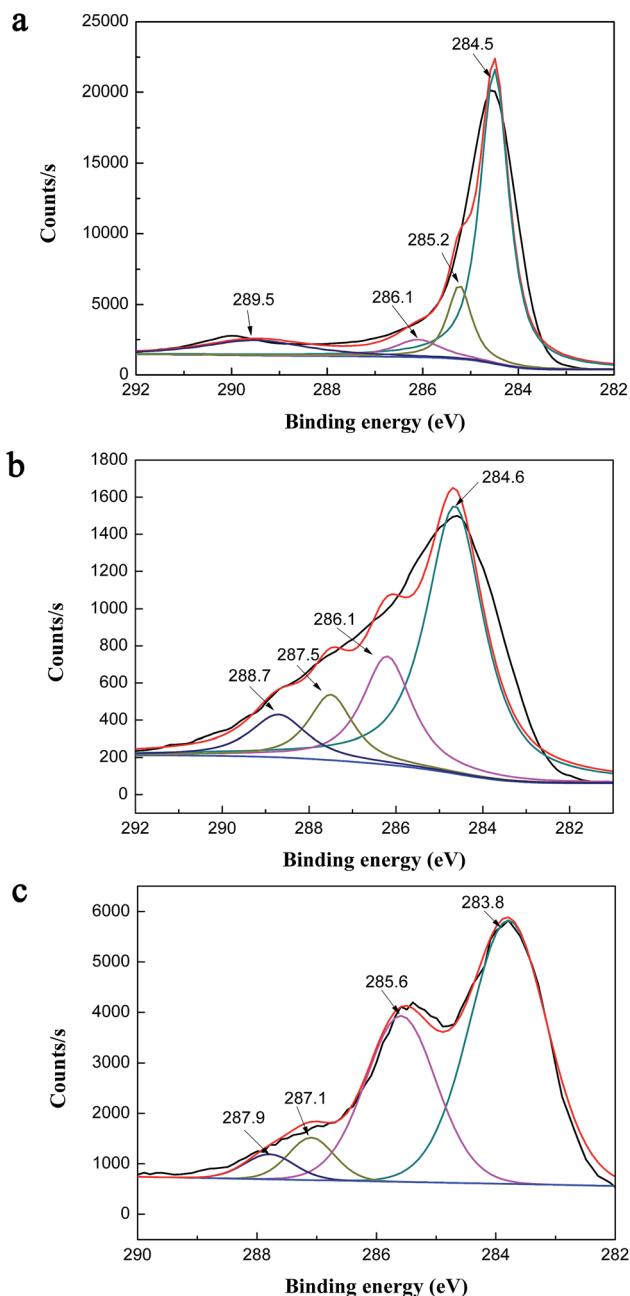 a
25000
20000
15000
10000
5000
0
Counts/s
284.5
285.2
286.1
289.5
292 290 288 286 284 282
Binding energy (eV)
b
1800
1600
1400
1200
1000
800
600
400
200
0
Counts/s
284.6
286.1
287.5
288.7
292 290 288 286 284 282
Binding energy (eV)
c
6000
5000
4000
3000
2000
1000
0
Counts/s
283.8
285.6
287.1
287.9
290 288 286 284 282
Binding energy (eV)